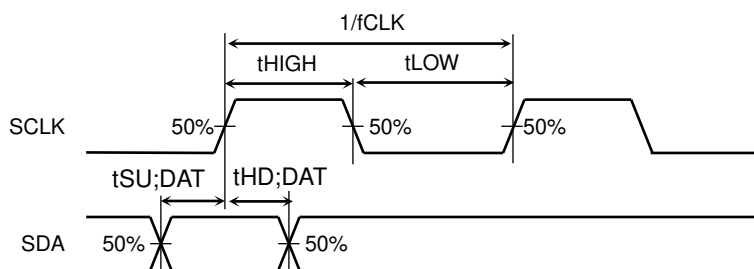 1/fCLK
tHIGH tLOW
SCLK 50% 50% 50%
tSU;DAT tHD;DAT
SDA 50% 50%